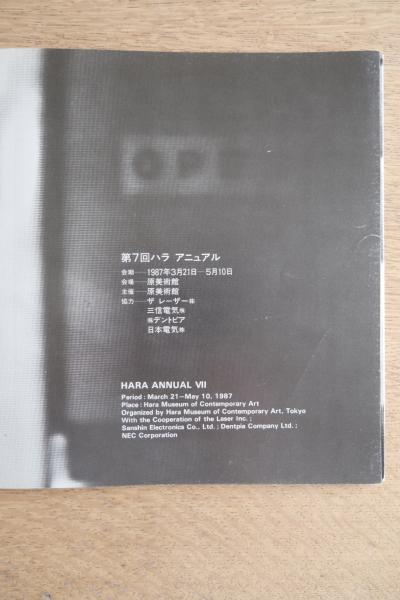 OPE
第7回ハラ アニュアル
会期──1987年3月21日─5月10日
会場──原美術館
主催──原美術館
協力──ザ レーザー㈱
三信電気㈱
㈱デントピア
日本電気㈱
HARA ANNUAL VII
Period : March 21—May 10, 1987
Place : Hara Museum of Contemporary Art
Organized by Hara Museum of Contemporary Art, Tokyo
With the Cooperation of the Laser Inc. ;
Sanshin Electronics Co., Ltd. ; Dentpia Company Ltd. ;
NEC Corporation